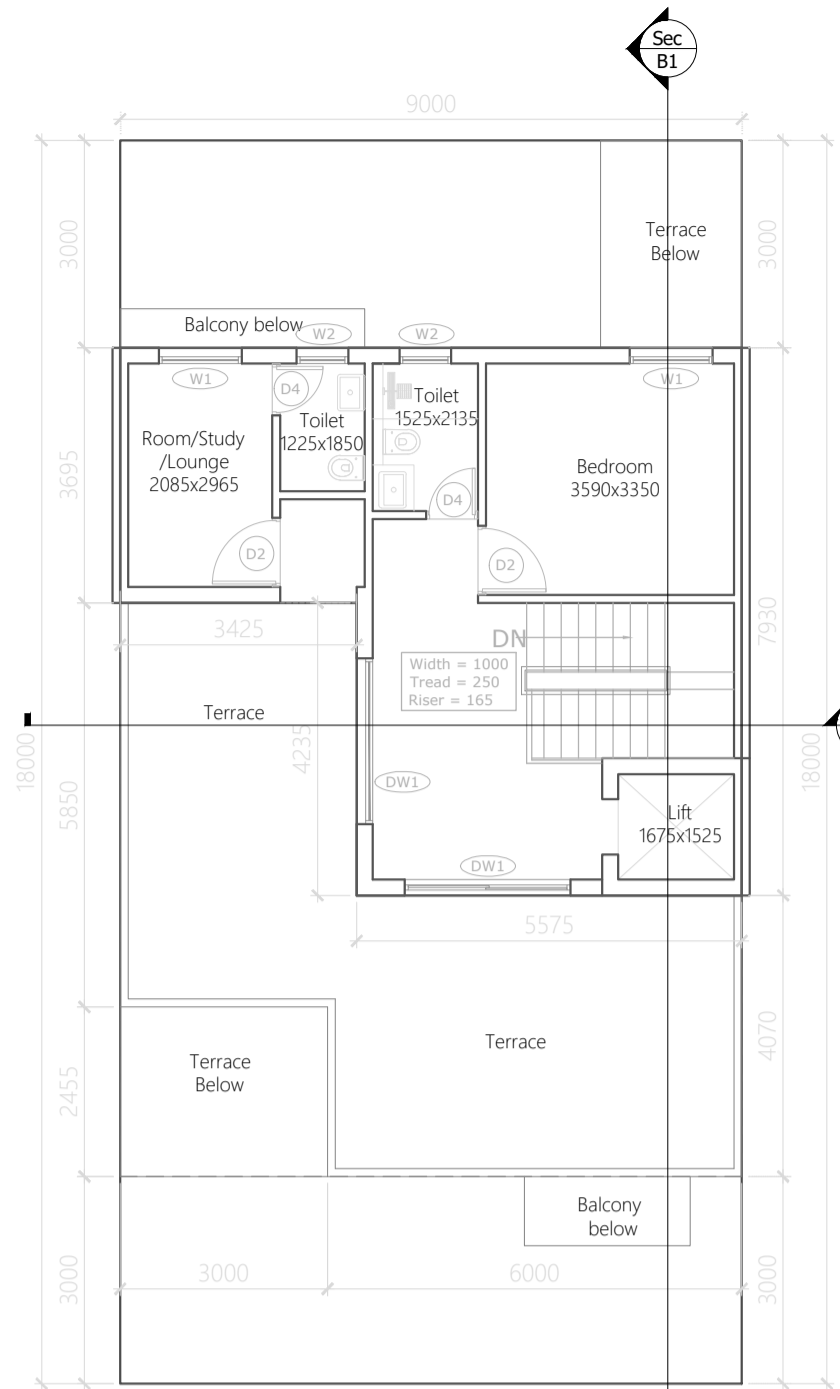 Sec
B1
9000
3000
Terrace
Below
3000
Balcony below
W2
W2
W1
D4
Toilet
1225x1850
Toilet
1525x2135
W1
Room/Study
/Lounge
2085x2965
Bedroom
3590x3350
3695
D4
D2
D2
3425
DN
7930
Width = 1000
Tread = 250
Riser = 165
Terrace
18000
5850
4235
18000
DW1
Lift
1675x1525
DW1
5575
Terrace
4070
Terrace
Below
2455
Balcony
below
3000
3000
6000
3000